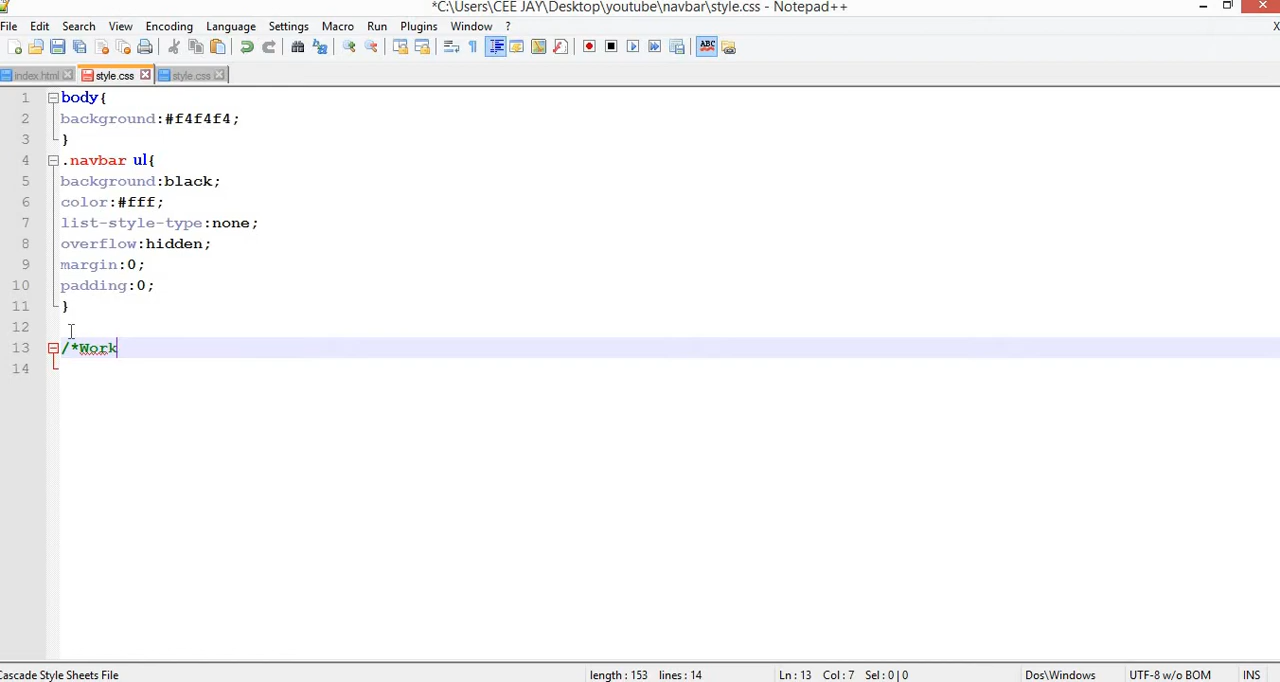 *C:\Users\CEE JAY\Desktop\youtube\navbar\style.css - Notepad++
File Edit Search View Encoding Language Settings Macro Run Plugins Window ? X
ABC
index.html style.css style.css
1 body{
2 background:#f4f4f4;
3 }
4 .navbar ul{
5 background:black;
6 color:#fff;
7 list-style-type:none;
8 overflow:hidden;
9 margin:0;
10 padding:0;
11 }
12
13 /*Work
14
Cascade Style Sheets File length : 153 lines : 14 Ln : 13 Col : 7 Sel : 0 | 0 Dos\Windows UTF-8 w/o BOM INS